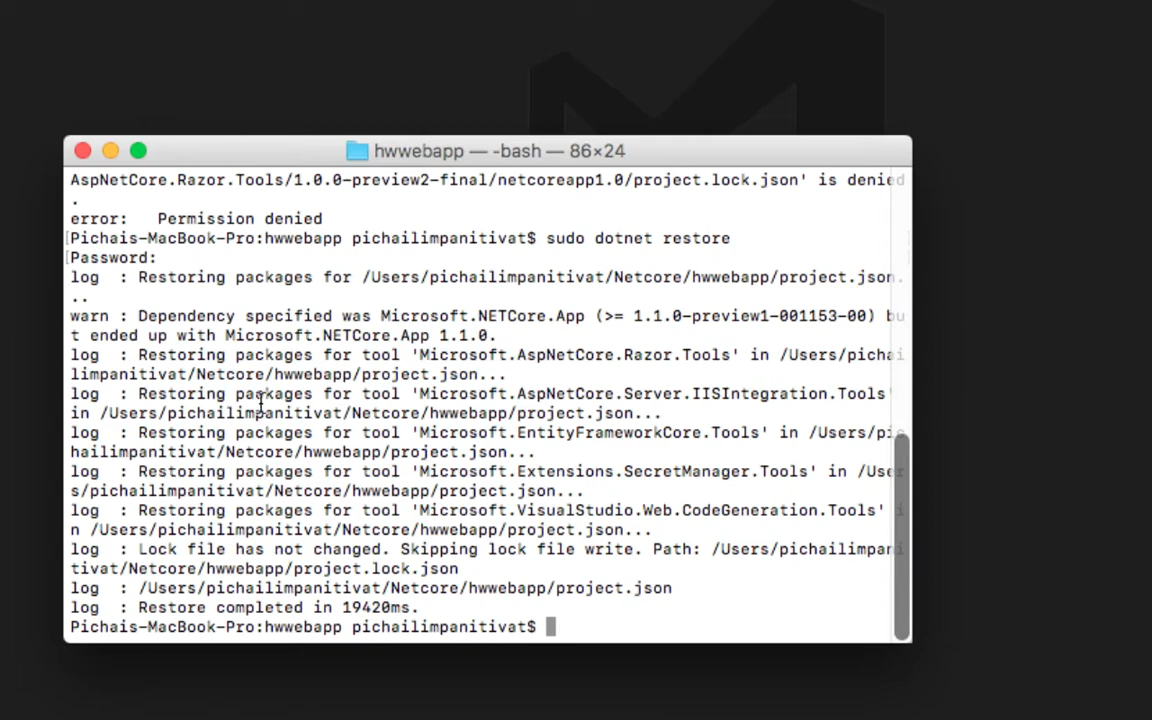 hwwebapp — -bash — 86×24
AspNetCore.Razor.Tools/1.0.0-preview2-final/netcoreapp1.0/project.lock.json' is denied
.
error:   Permission denied
[Pichais-MacBook-Pro:hwwebapp pichailimpanitivat$ sudo dotnet restore
[Password:
log  : Restoring packages for /Users/pichailimpanitivat/Netcore/hwwebapp/project.json.
..
warn : Dependency specified was Microsoft.NETCore.App (>= 1.1.0-preview1-001153-00) bu
t ended up with Microsoft.NETCore.App 1.1.0.
log  : Restoring packages for tool 'Microsoft.AspNetCore.Razor.Tools' in /Users/pichai
limpanitivat/Netcore/hwwebapp/project.json...
log  : Restoring packages for tool 'Microsoft.AspNetCore.Server.IISIntegration.Tools'
in /Users/pichailimpanitivat/Netcore/hwwebapp/project.json...
log  : Restoring packages for tool 'Microsoft.EntityFrameworkCore.Tools' in /Users/pic
hailimpanitivat/Netcore/hwwebapp/project.json...
log  : Restoring packages for tool 'Microsoft.Extensions.SecretManager.Tools' in /User
s/pichailimpanitivat/Netcore/hwwebapp/project.json...
log  : Restoring packages for tool 'Microsoft.VisualStudio.Web.CodeGeneration.Tools' i
n /Users/pichailimpanitivat/Netcore/hwwebapp/project.json...
log  : Lock file has not changed. Skipping lock file write. Path: /Users/pichailimpani
tivat/Netcore/hwwebapp/project.lock.json
log  : /Users/pichailimpanitivat/Netcore/hwwebapp/project.json
log  : Restore completed in 19420ms.
Pichais-MacBook-Pro:hwwebapp pichailimpanitivat$